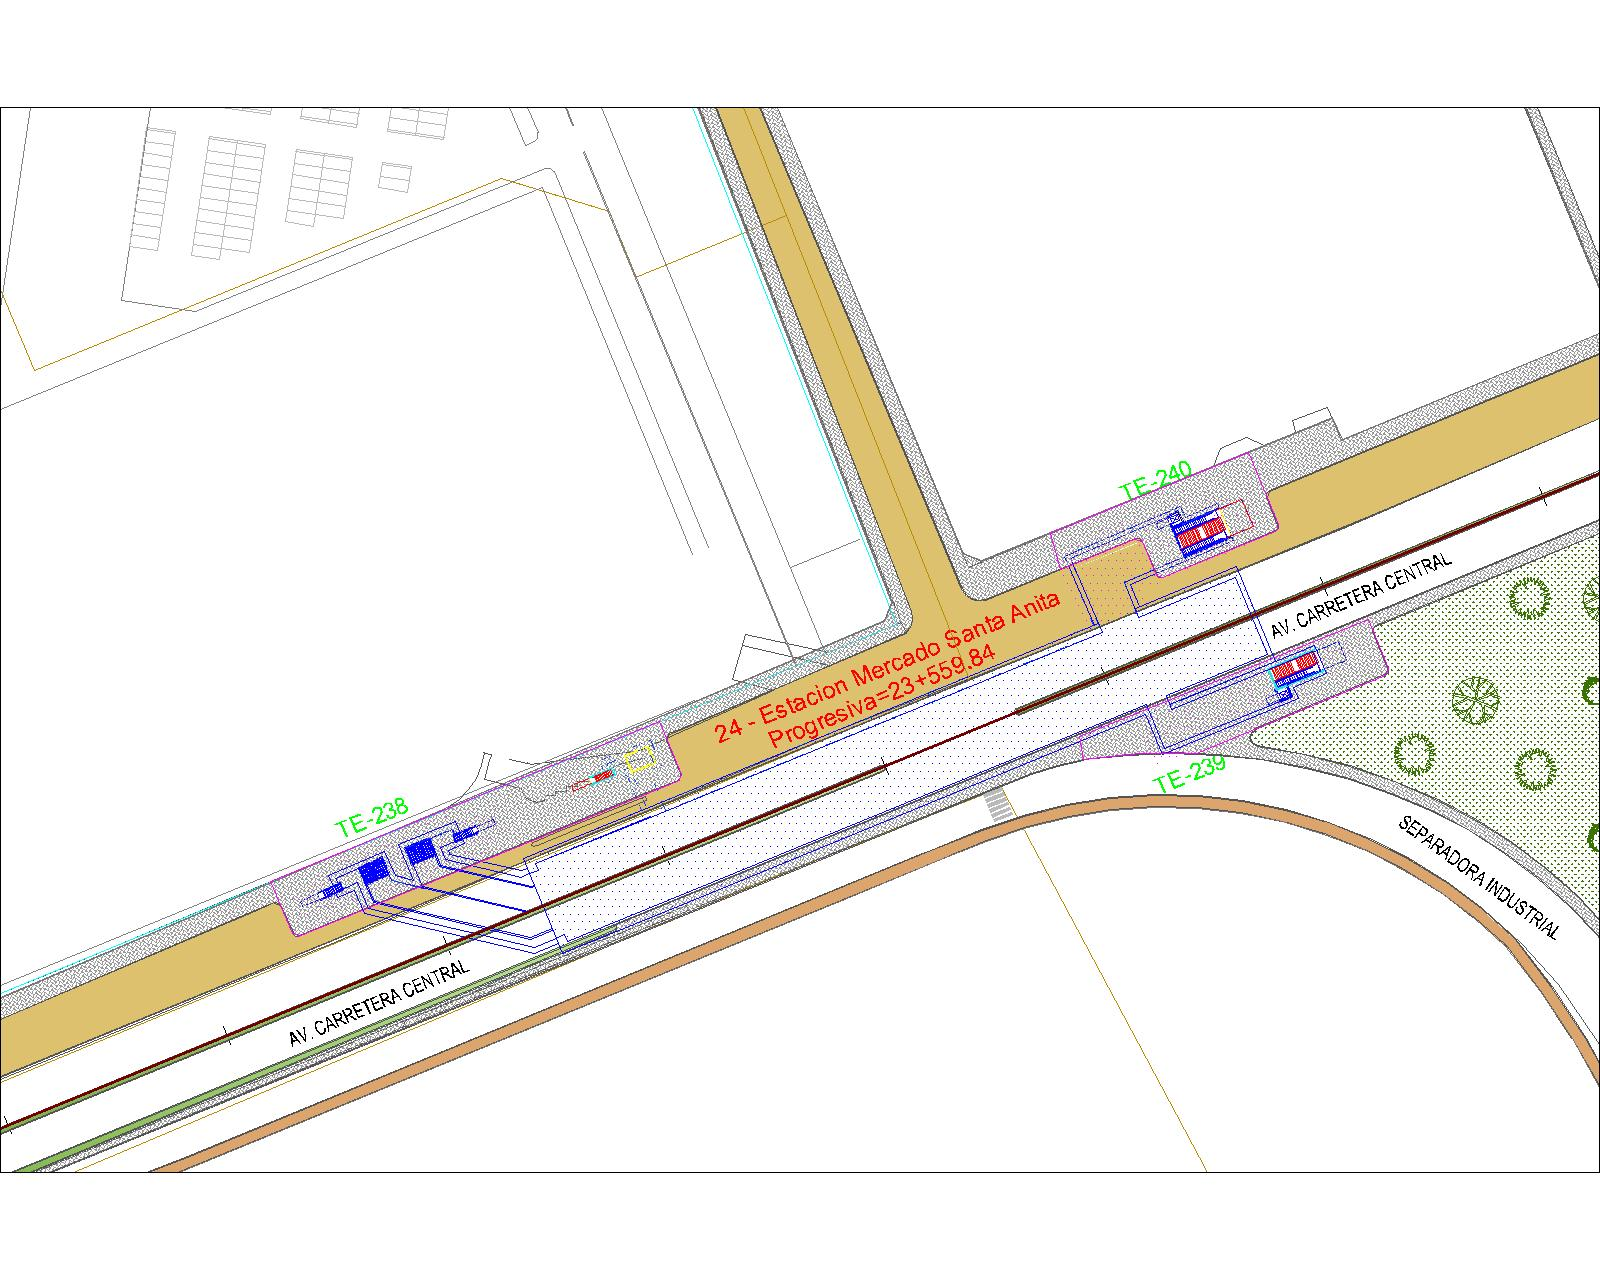 TE-240
AV. CARRETERA CENTRAL
24 - Estacion Mercado Santa Anita
Progresiva=23+559.84
TE-239
TE-238
SEPARADORA INDUSTRIAL
AV. CARRETERA CENTRAL